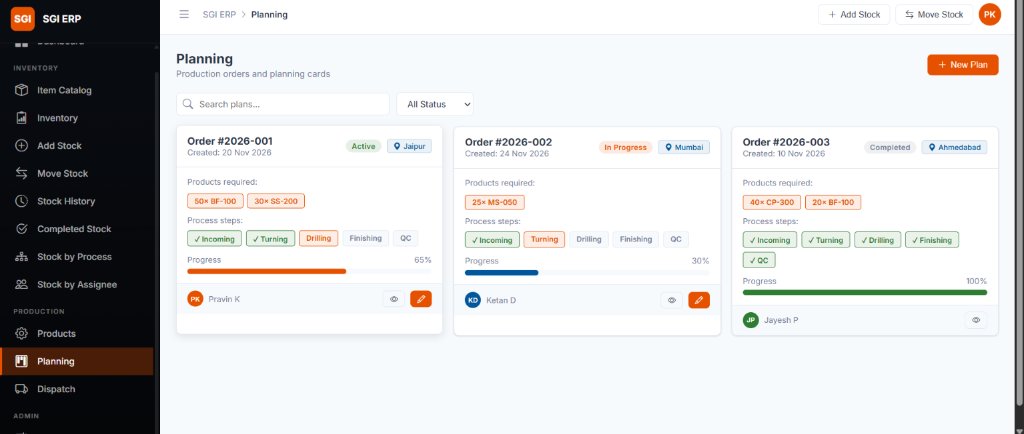 SGI SGI ERP
Dashboard
INVENTORY
Item Catalog
Inventory
Add Stock
Move Stock
Stock History
Completed Stock
Stock by Process
Stock by Assignee
PRODUCTION
Products
Planning
Dispatch
ADMIN
SGI ERP > Planning
+ Add Stock
Move Stock
PK
Planning
Production orders and planning cards
+ New Plan
Search plans...
All Status
Order #2026-001
Created: 20 Nov 2026
Active
Jaipur
Products required:
50× BF-100 30× SS-200
Process steps:
✓ Incoming ✓ Turning Drilling Finishing QC
Progress 65%
PK Pravin K
Order #2026-002
Created: 24 Nov 2026
In Progress
Mumbai
Products required:
25× MS-050
Process steps:
✓ Incoming Turning Drilling Finishing QC
Progress 30%
KD Ketan D
Order #2026-003
Created: 10 Nov 2026
Completed
Ahmedabad
Products required:
40× CP-300 20× BF-100
Process steps:
✓ Incoming ✓ Turning ✓ Drilling ✓ Finishing
✓ QC
Progress 100%
JP Jayesh P